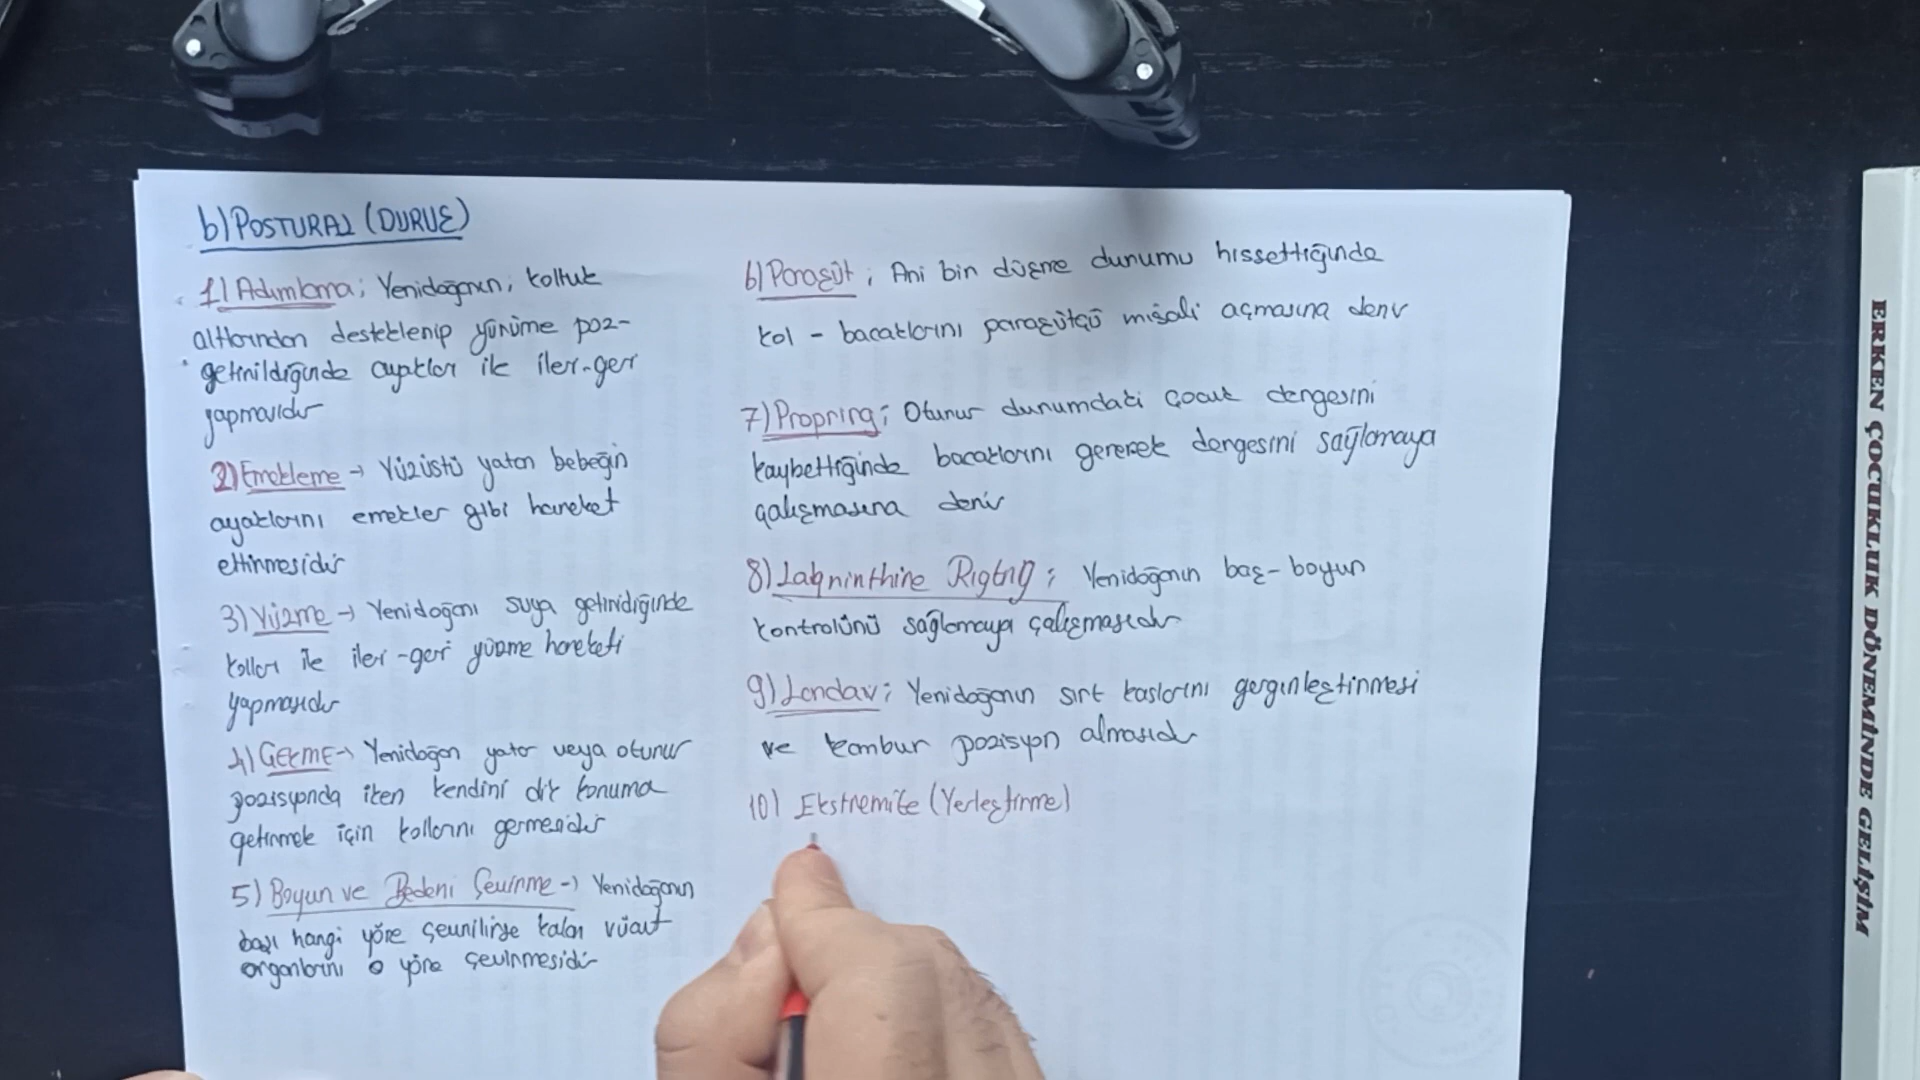 b) POSTURAL (DURUŞ)
1) Adımlama; Yenidoğanın; koltuk
altlarından desteklenip yürüme poz-
getirildiğinde ayaklar ile ileri-geri
yapmasıdır
2) Emekleme → Yüzüstü yatan bebeğin
ayaklarını emekler gibi hareket
ettirmesidir
3) Yüzme → Yenidoğanı suya getirildiğinde
kolları ile ileri-geri yüzme hareketi
yapmasıdır
4) GERME → Yenidoğan yatar veya oturur
pozisyonda iken kendini dik konuma
getirmek için kollarını germesidir
5) Boyun ve Bedeni Çevirme → Yenidoğanın
başı hangi yöne çevrilirse kalan vücut
organlarını o yöne çevirmesidir
6) Paraşüt; Ani bir düşme durumu hissettiğinde
kol - bacaklarını paraşütçü misali açmasına denir
7) Propring; Oturur durumdaki çocuk dengesini
kaybettiğinde bacaklarını gererek dengesini sağlamaya
çalışmasına denir
8) Labrninthine Rigtng; Yenidoğanın baş-boyun
kontrolünü sağlamaya çalışmasıdır
9) Landav; Yenidoğanın sırt kaslarını gerginleştirmesi
ve kambur pozisyon almasıdır
10) Ekstremite (Yerleştirme)
ERKEN ÇOCUKLUK DÖNEMİNDE GELİŞİM